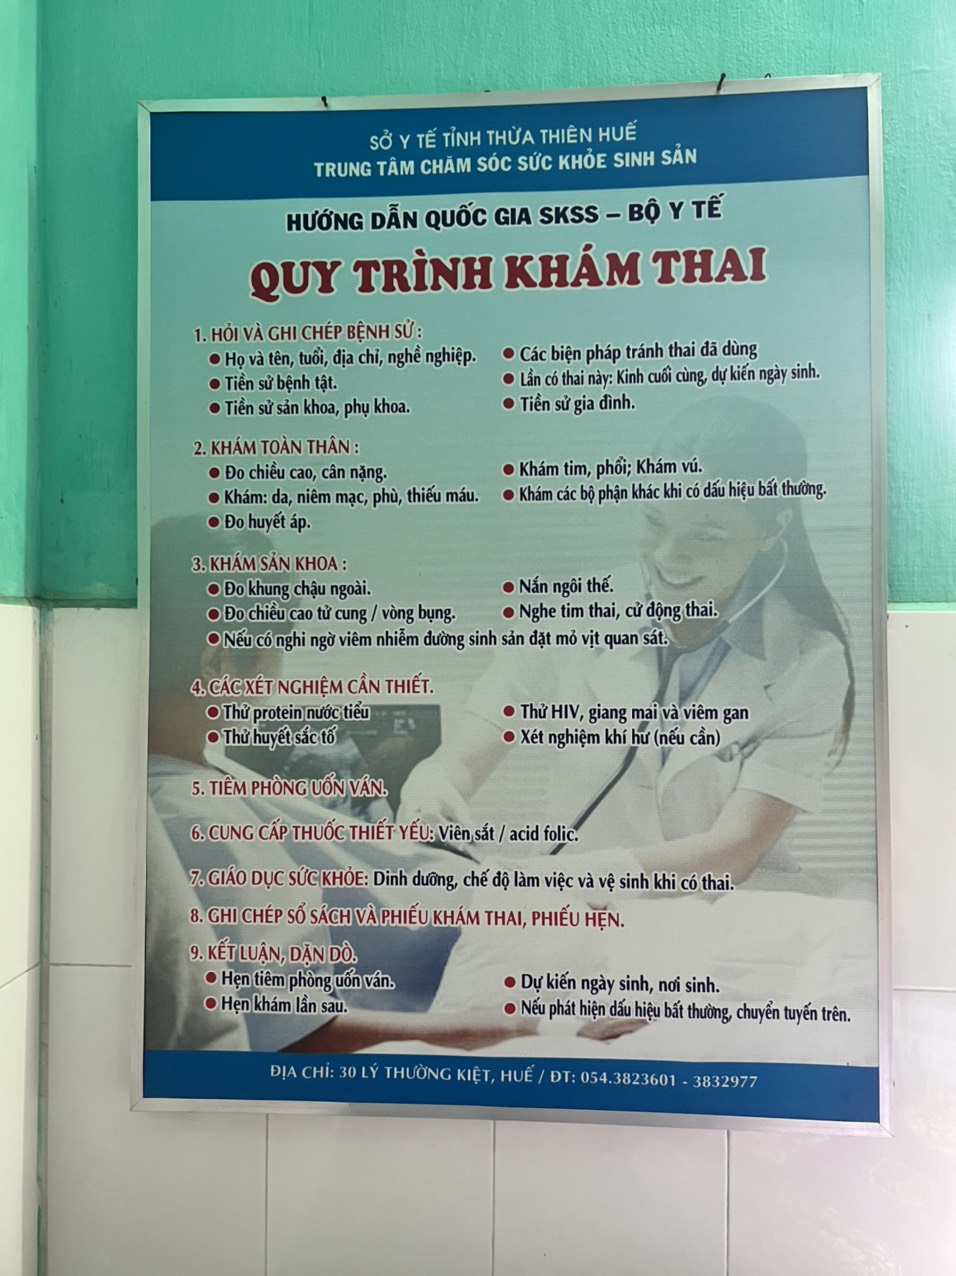 SỞ Y TẾ TỈNH THỪA THIÊN HUẾ
TRUNG TÂM CHĂM SÓC SỨC KHỎE SINH SẢN
HƯỚNG DẪN QUỐC GIA SKSS – BỘ Y TẾ
QUY TRÌNH KHÁM THAI
1. HỎI VÀ GHI CHÉP BỆNH SỬ :
● Họ và tên, tuổi, địa chỉ, nghề nghiệp.
● Tiền sử bệnh tật.
● Tiền sử sản khoa, phụ khoa.
● Các biện pháp tránh thai đã dùng
● Lần có thai này: Kinh cuối cùng, dự kiến ngày sinh.
● Tiền sử gia đình.
2. KHÁM TOÀN THÂN :
● Đo chiều cao, cân nặng.
● Khám: da, niêm mạc, phù, thiếu máu.
● Đo huyết áp.
● Khám tim, phổi; Khám vú.
● Khám các bộ phận khác khi có dấu hiệu bất thường.
3. KHÁM SẢN KHOA :
● Đo khung chậu ngoài.
● Đo chiều cao tử cung / vòng bụng.
● Nắn ngôi thế.
● Nghe tim thai, cử động thai.
● Nếu có nghi ngờ viêm nhiễm đường sinh sản đặt mỏ vịt quan sát.
4. CÁC XÉT NGHIỆM CẦN THIẾT.
● Thử protein nước tiểu
● Thử huyết sắc tố
● Thử HIV, giang mai và viêm gan
● Xét nghiệm khí hư (nếu cần)
5. TIÊM PHÒNG UỐN VÁN.
6. CUNG CẤP THUỐC THIẾT YẾU: Viên sắt / acid folic.
7. GIÁO DỤC SỨC KHỎE: Dinh dưỡng, chế độ làm việc và vệ sinh khi có thai.
8. GHI CHÉP SỔ SÁCH VÀ PHIẾU KHÁM THAI, PHIẾU HẸN.
9. KẾT LUẬN, DẶN DÒ.
● Hẹn tiêm phòng uốn ván.
● Hẹn khám lần sau.
● Dự kiến ngày sinh, nơi sinh.
● Nếu phát hiện dấu hiệu bất thường, chuyển tuyến trên.
ĐỊA CHỈ: 30 LÝ THƯỜNG KIỆT, HUẾ / ĐT: 054.3823601 - 3832977